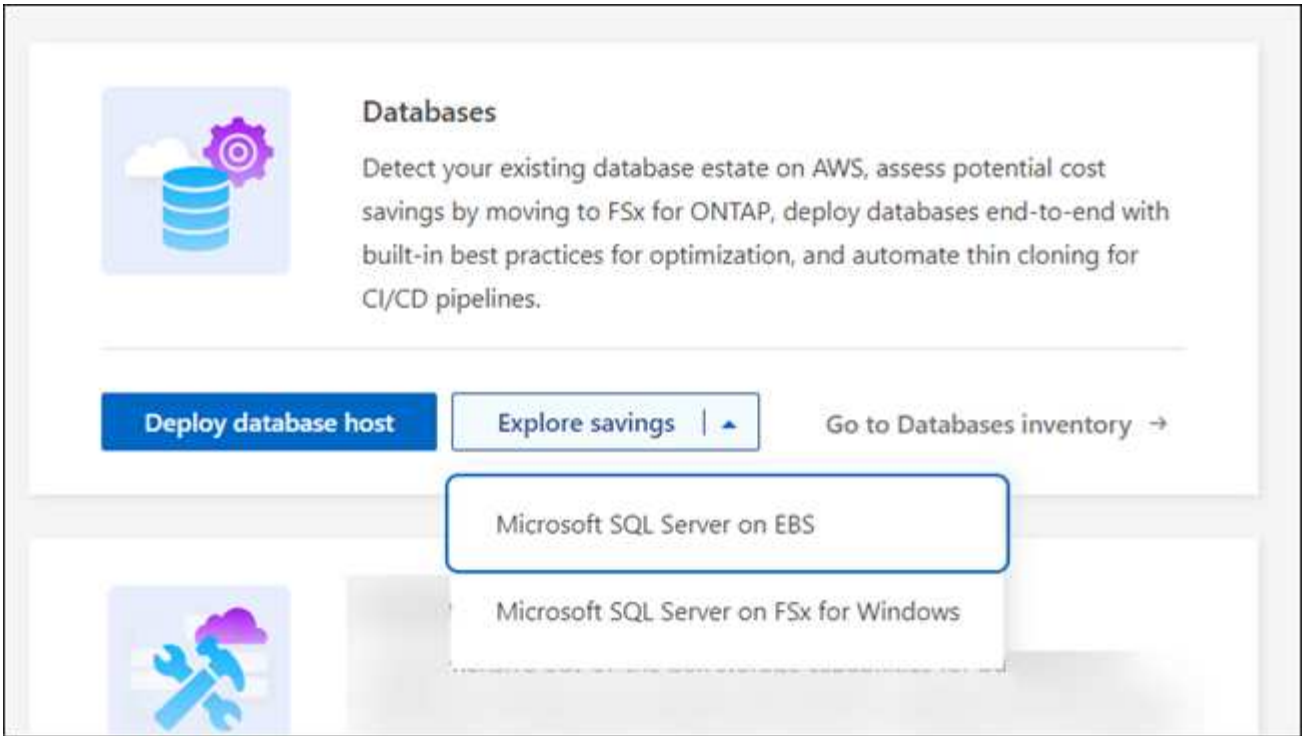 Databases
Detect your existing database estate on AWS, assess potential cost
savings by moving to FSx for ONTAP, deploy databases end-to-end with
built-in best practices for optimization, and automate thin cloning for
CI/CD pipelines.
Deploy database host
Explore savings
Go to Databases inventory →
Microsoft SQL Server on EBS
Microsoft SQL Server on FSx for Windows